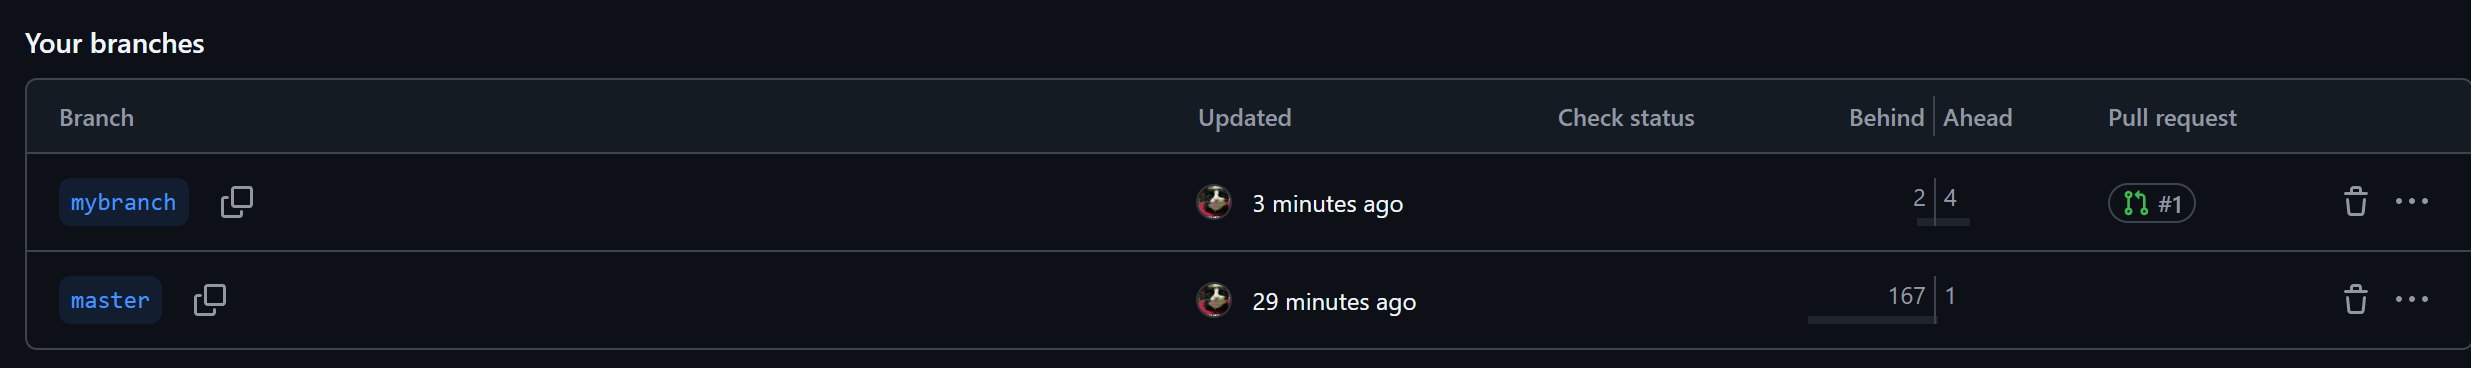 Your branches
Branch Updated Check status Behind Ahead Pull request
mybranch 3 minutes ago 2 4 #1
master 29 minutes ago 167 1